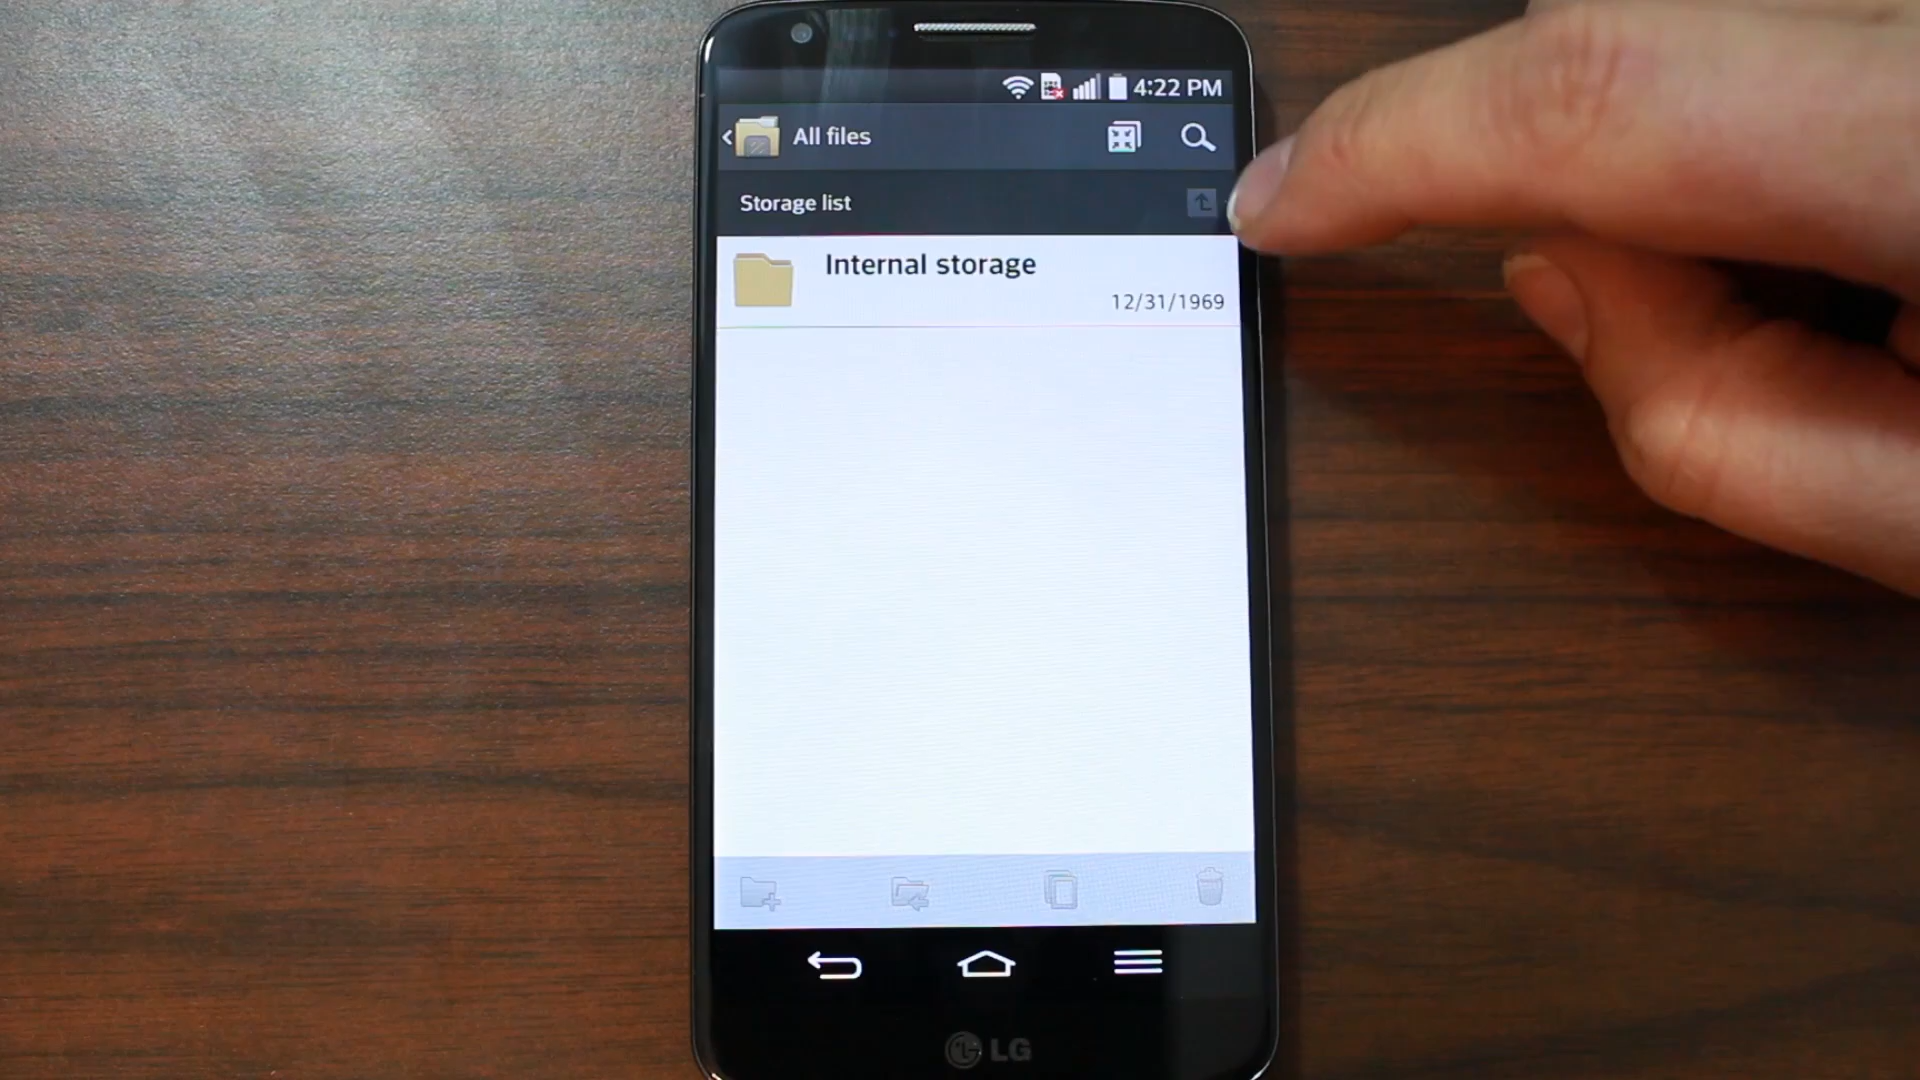 4:22 PM
All files
Storage list
Internal storage
12/31/1969
LG